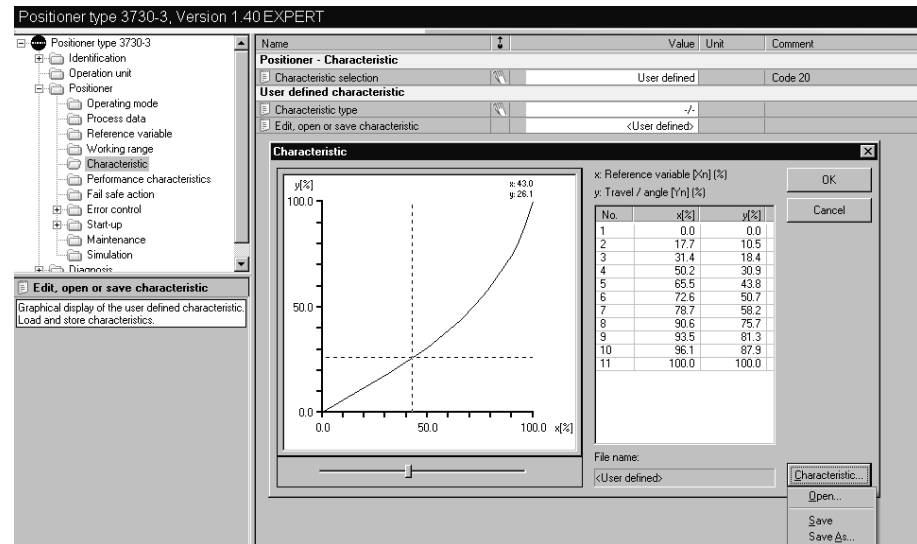 Positioner type 3730-3, Version 1.40 EXPERT
Positioner type 3730-3
Identification
Operation unit
Positioner
Operating mode
Process data
Reference variable
Working range
Characteristic
Performance characteristics
Fail safe action
Error control
Start-up
Maintenance
Simulation
Diagnosis
Edit, open or save characteristic
Graphical display of the user defined characteristic.
Load and store characteristics.
Name Value Unit Comment
Positioner - Characteristic
Characteristic selection User defined Code 20
User defined characteristic
Characteristic type -/-
Edit, open or save characteristic <User defined>
Characteristic
y[%]
x: 43.0
y: 26.1
100.0
50.0
0.0
0.0 50.0 100.0 x[%]
x: Reference variable [Xn] (%)
y: Travel / angle [Yn] (%)
No. x[%] y[%]
1 0.0 0.0
2 17.7 10.5
3 31.4 18.4
4 50.2 30.9
5 65.5 43.8
6 72.6 50.7
7 78.7 58.2
8 90.6 75.7
9 93.5 81.3
10 96.1 87.9
11 100.0 100.0
File name:
<User defined>
OK
Cancel
Characteristic...
Open...
Save
Save As...